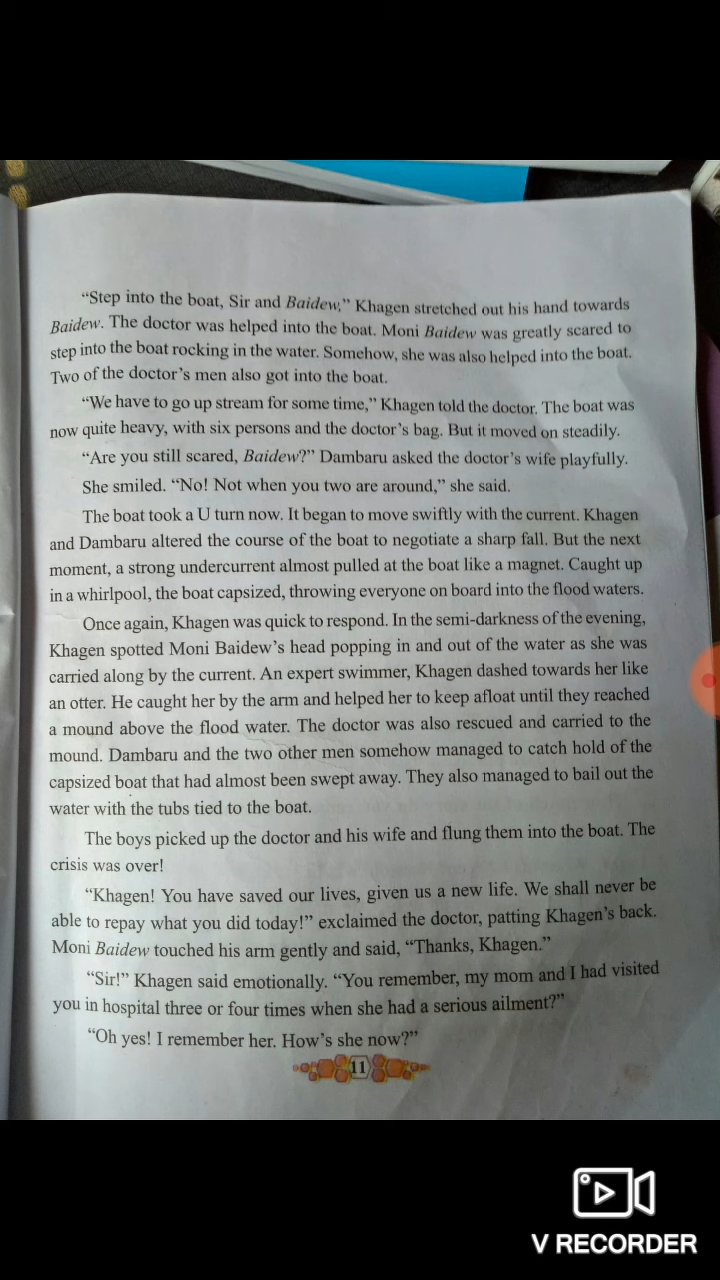 “Step into the boat, Sir and Baidew,” Khagen stretched out his hand towards
Baidew. The doctor was helped into the boat. Moni Baidew was greatly scared to
step into the boat rocking in the water. Somehow, she was also helped into the boat.
Two of the doctor’s men also got into the boat.
“We have to go up stream for some time,” Khagen told the doctor. The boat was
now quite heavy, with six persons and the doctor’s bag. But it moved on steadily.
“Are you still scared, Baidew?” Dambaru asked the doctor’s wife playfully.
She smiled. “No! Not when you two are around,” she said.
The boat took a U turn now. It began to move swiftly with the current. Khagen
and Dambaru altered the course of the boat to negotiate a sharp fall. But the next
moment, a strong undercurrent almost pulled at the boat like a magnet. Caught up
in a whirlpool, the boat capsized, throwing everyone on board into the flood waters.
Once again, Khagen was quick to respond. In the semi-darkness of the evening,
Khagen spotted Moni Baidew’s head popping in and out of the water as she was
carried along by the current. An expert swimmer, Khagen dashed towards her like
an otter. He caught her by the arm and helped her to keep afloat until they reached
a mound above the flood water. The doctor was also rescued and carried to the
mound. Dambaru and the two other men somehow managed to catch hold of the
capsized boat that had almost been swept away. They also managed to bail out the
water with the tubs tied to the boat.
The boys picked up the doctor and his wife and flung them into the boat. The
crisis was over!
“Khagen! You have saved our lives, given us a new life. We shall never be
able to repay what you did today!” exclaimed the doctor, patting Khagen’s back.
Moni Baidew touched his arm gently and said, “Thanks, Khagen.”
“Sir!” Khagen said emotionally. “You remember, my mom and I had visited
you in hospital three or four times when she had a serious ailment?”
“Oh yes! I remember her. How’s she now?”
11
V RECORDER